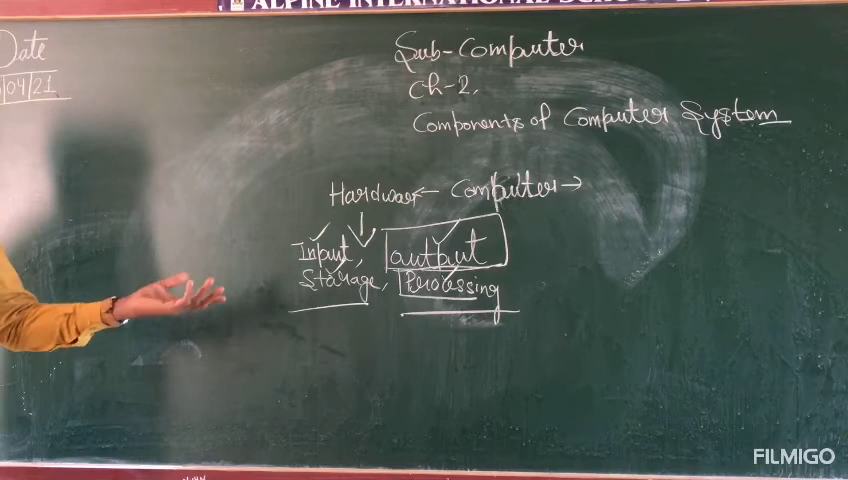 ALPINE INTERNATIONAL SCHOOL
Date
/04/21
Sub-Computer
Ch-2,
Components of Computer System
Hardware ← Computer →
Input, output
Storage, Processing
FILMIGO